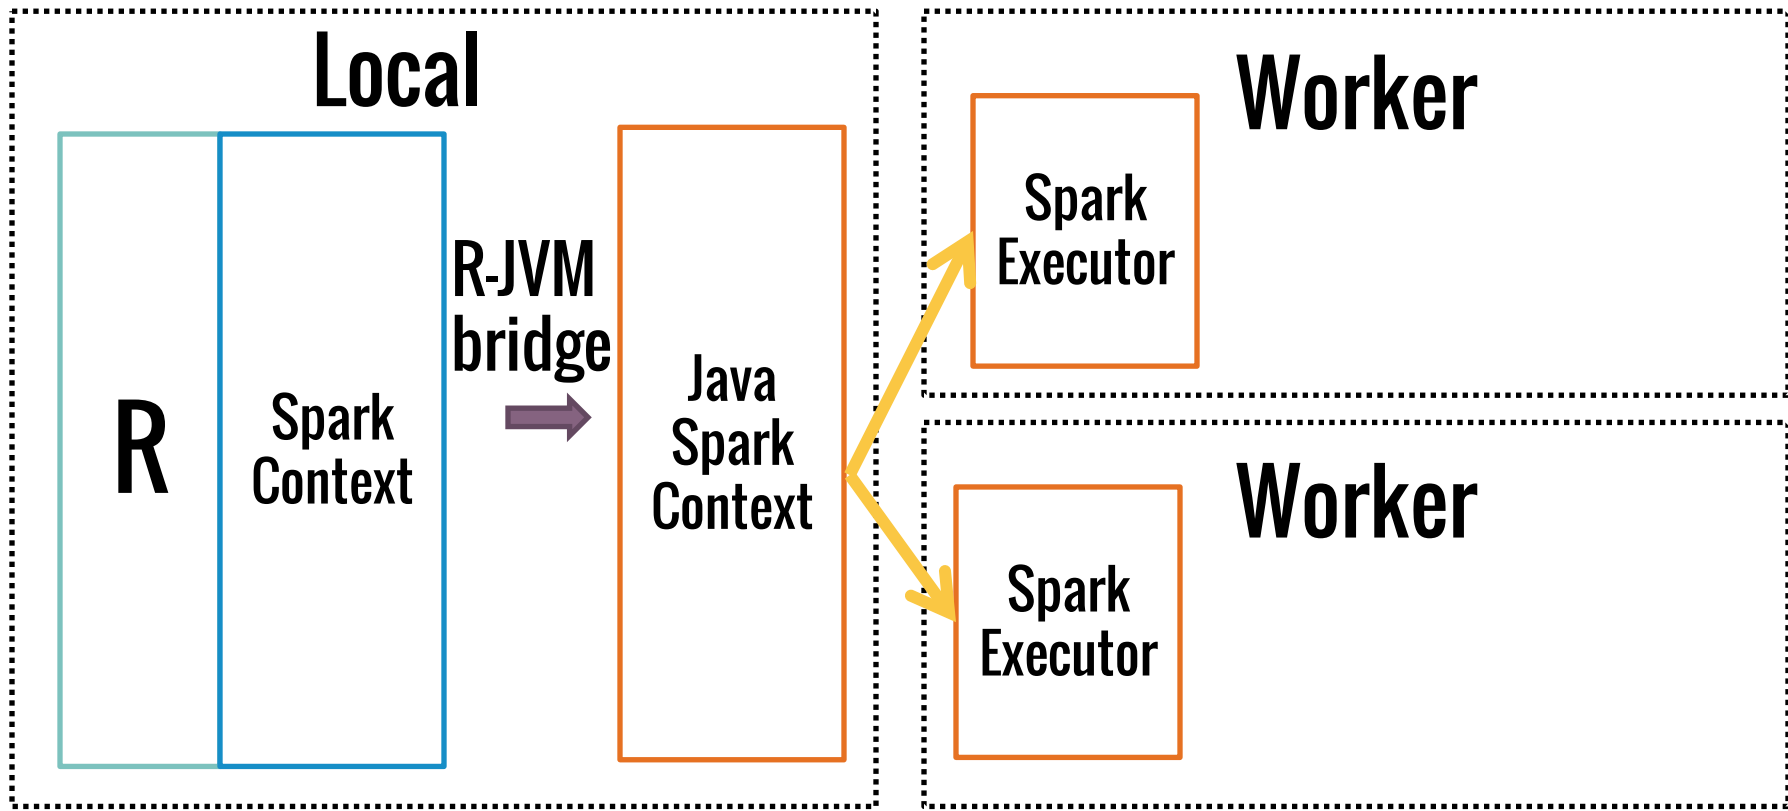 Local
R
Spark
Context
R-JVM
bridge
Java
Spark
Context
Worker
Spark
Executor
Worker
Spark
Executor